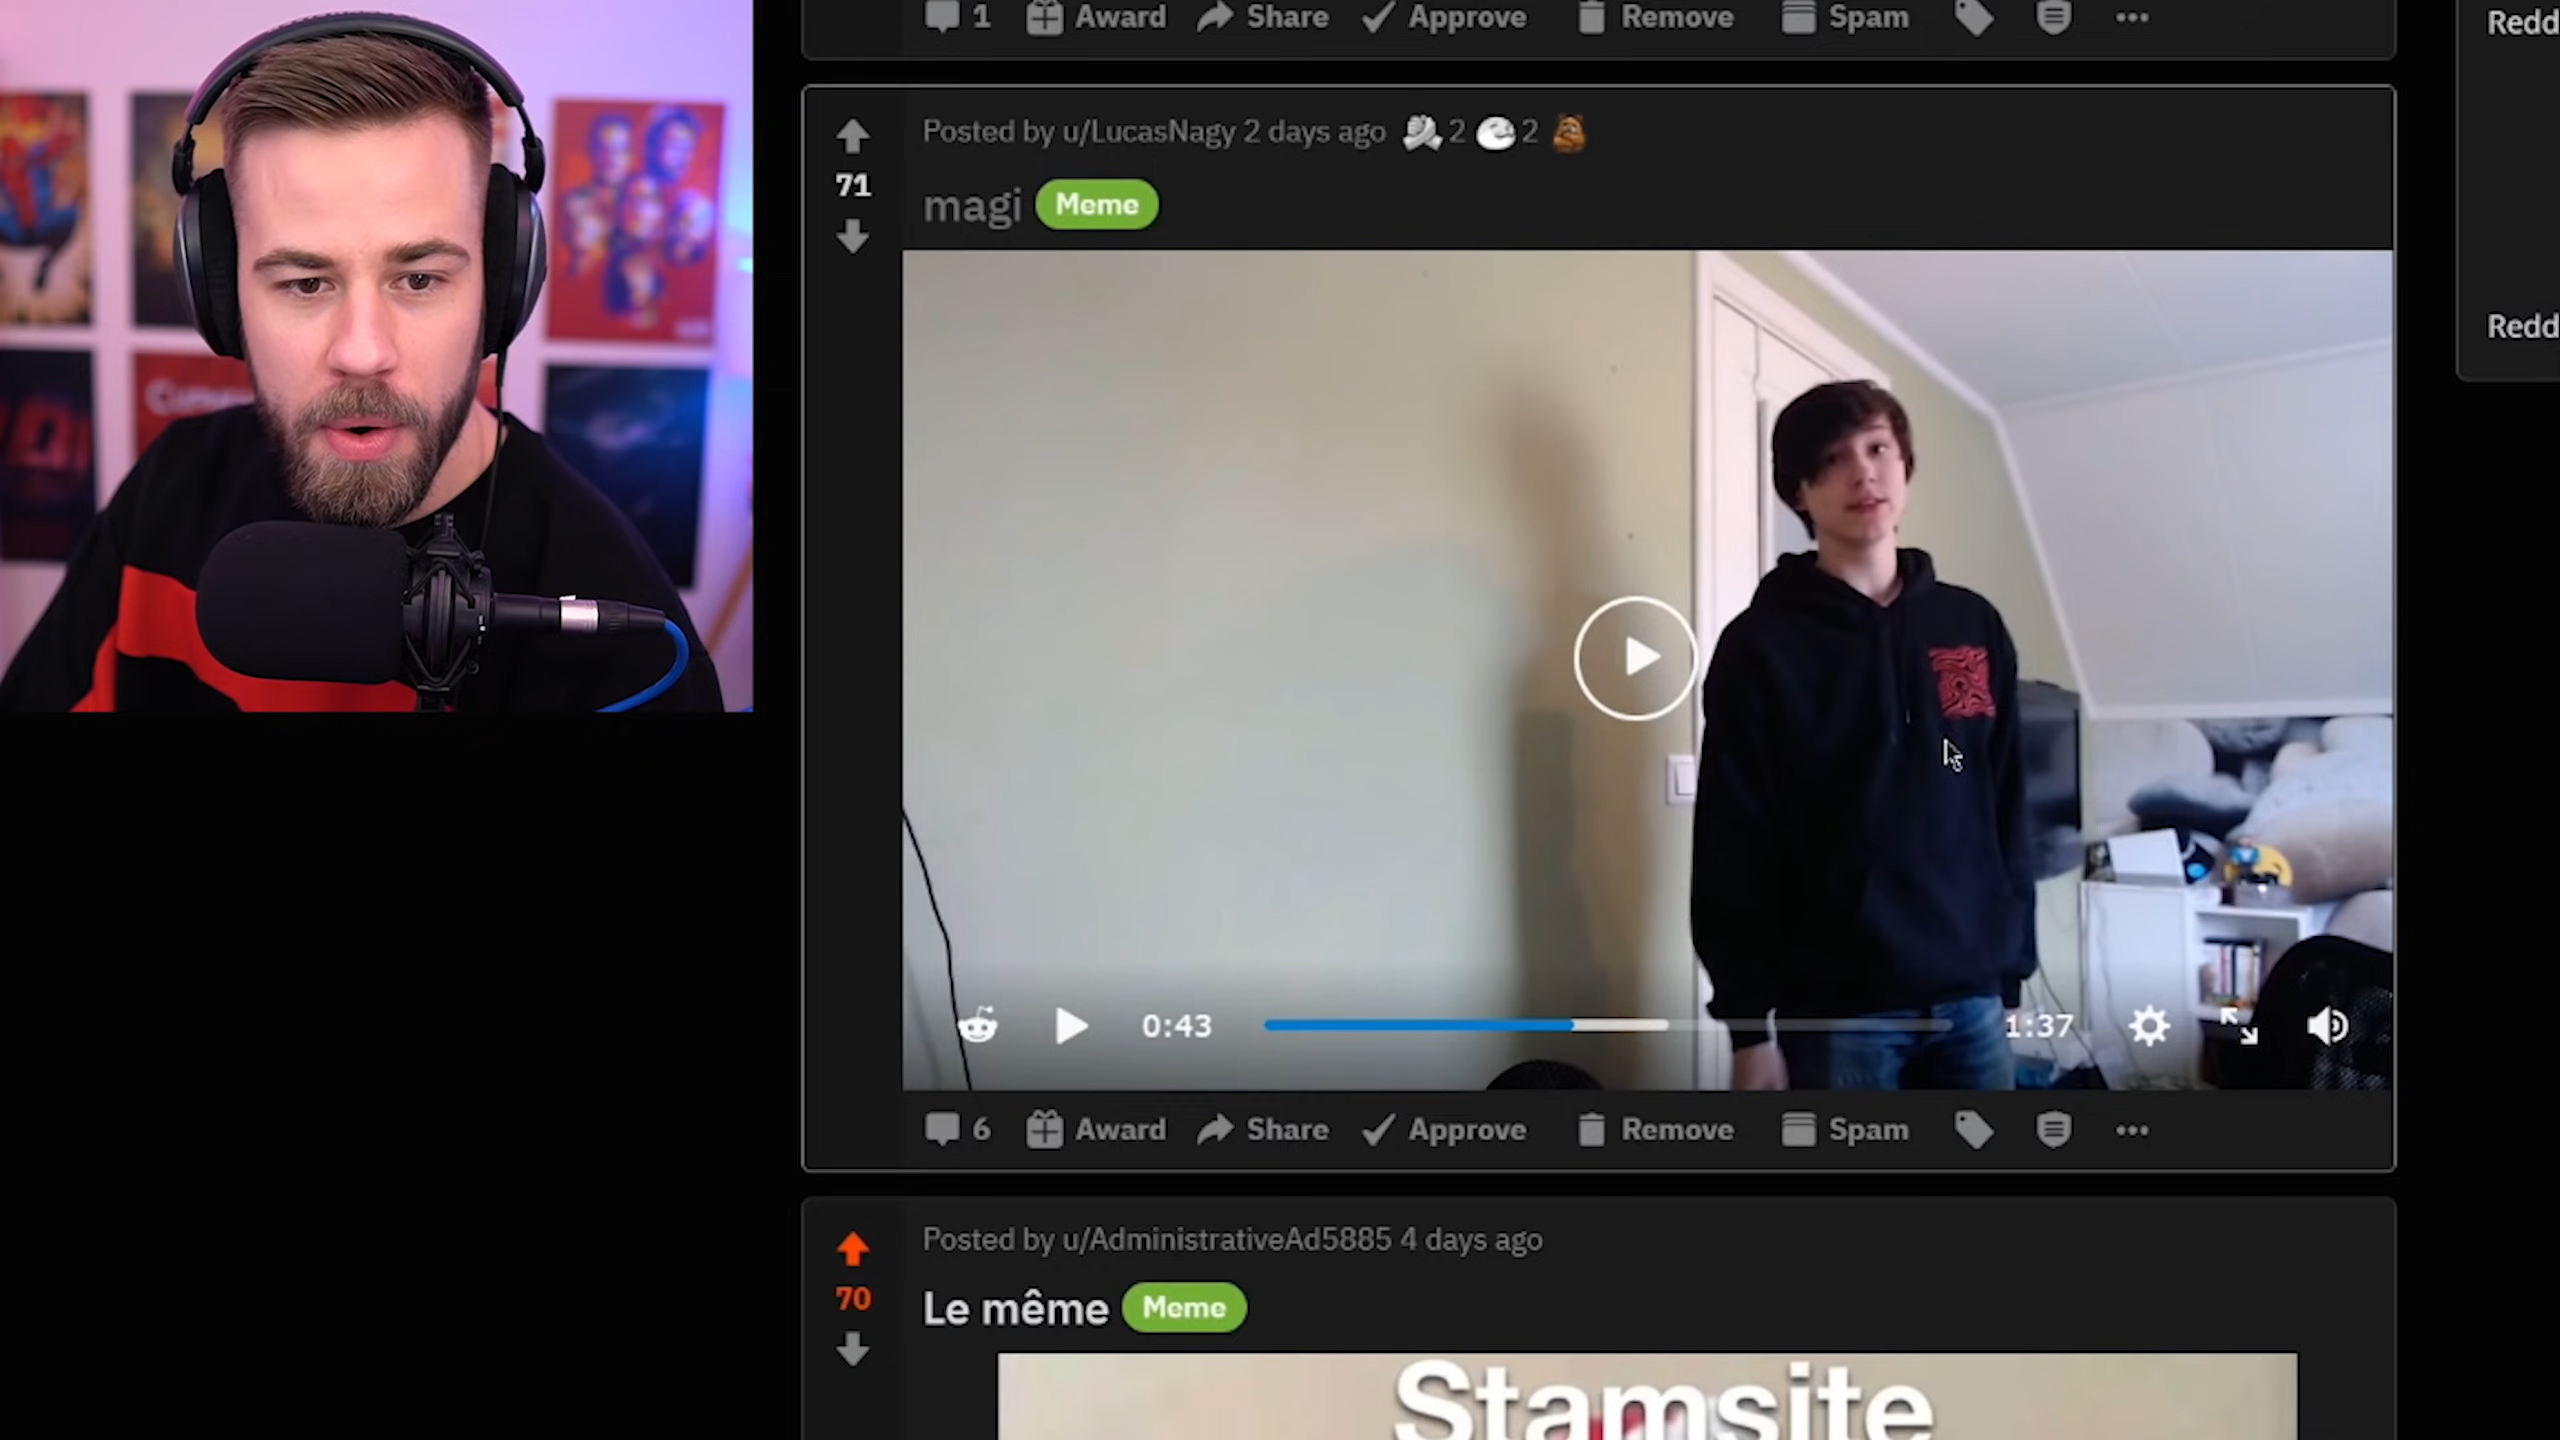 1 Award Share Approve Remove Spam
Redd
Posted by u/LucasNagy 2 days ago 2 2
71
magi Meme
Redd
0:43 1:37
6 Award Share Approve Remove Spam
Posted by u/AdministrativeAd5885 4 days ago
70
Le même Meme
Stamsite